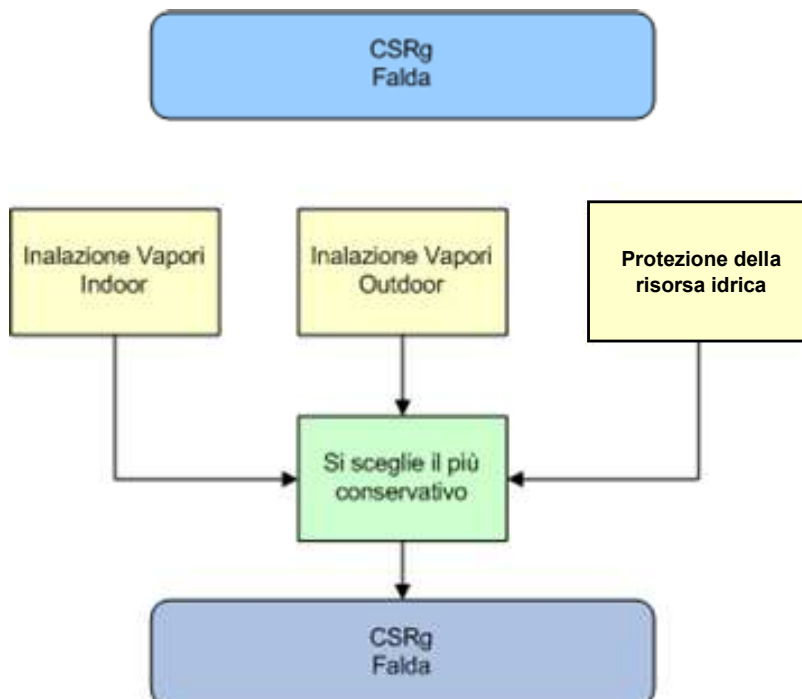 CSRg
Falda
Inalazione Vapori
Indoor
Inalazione Vapori
Outdoor
Protezione della
risorsa idrica
Si sceglie il più
conservativo
CSRg
Falda